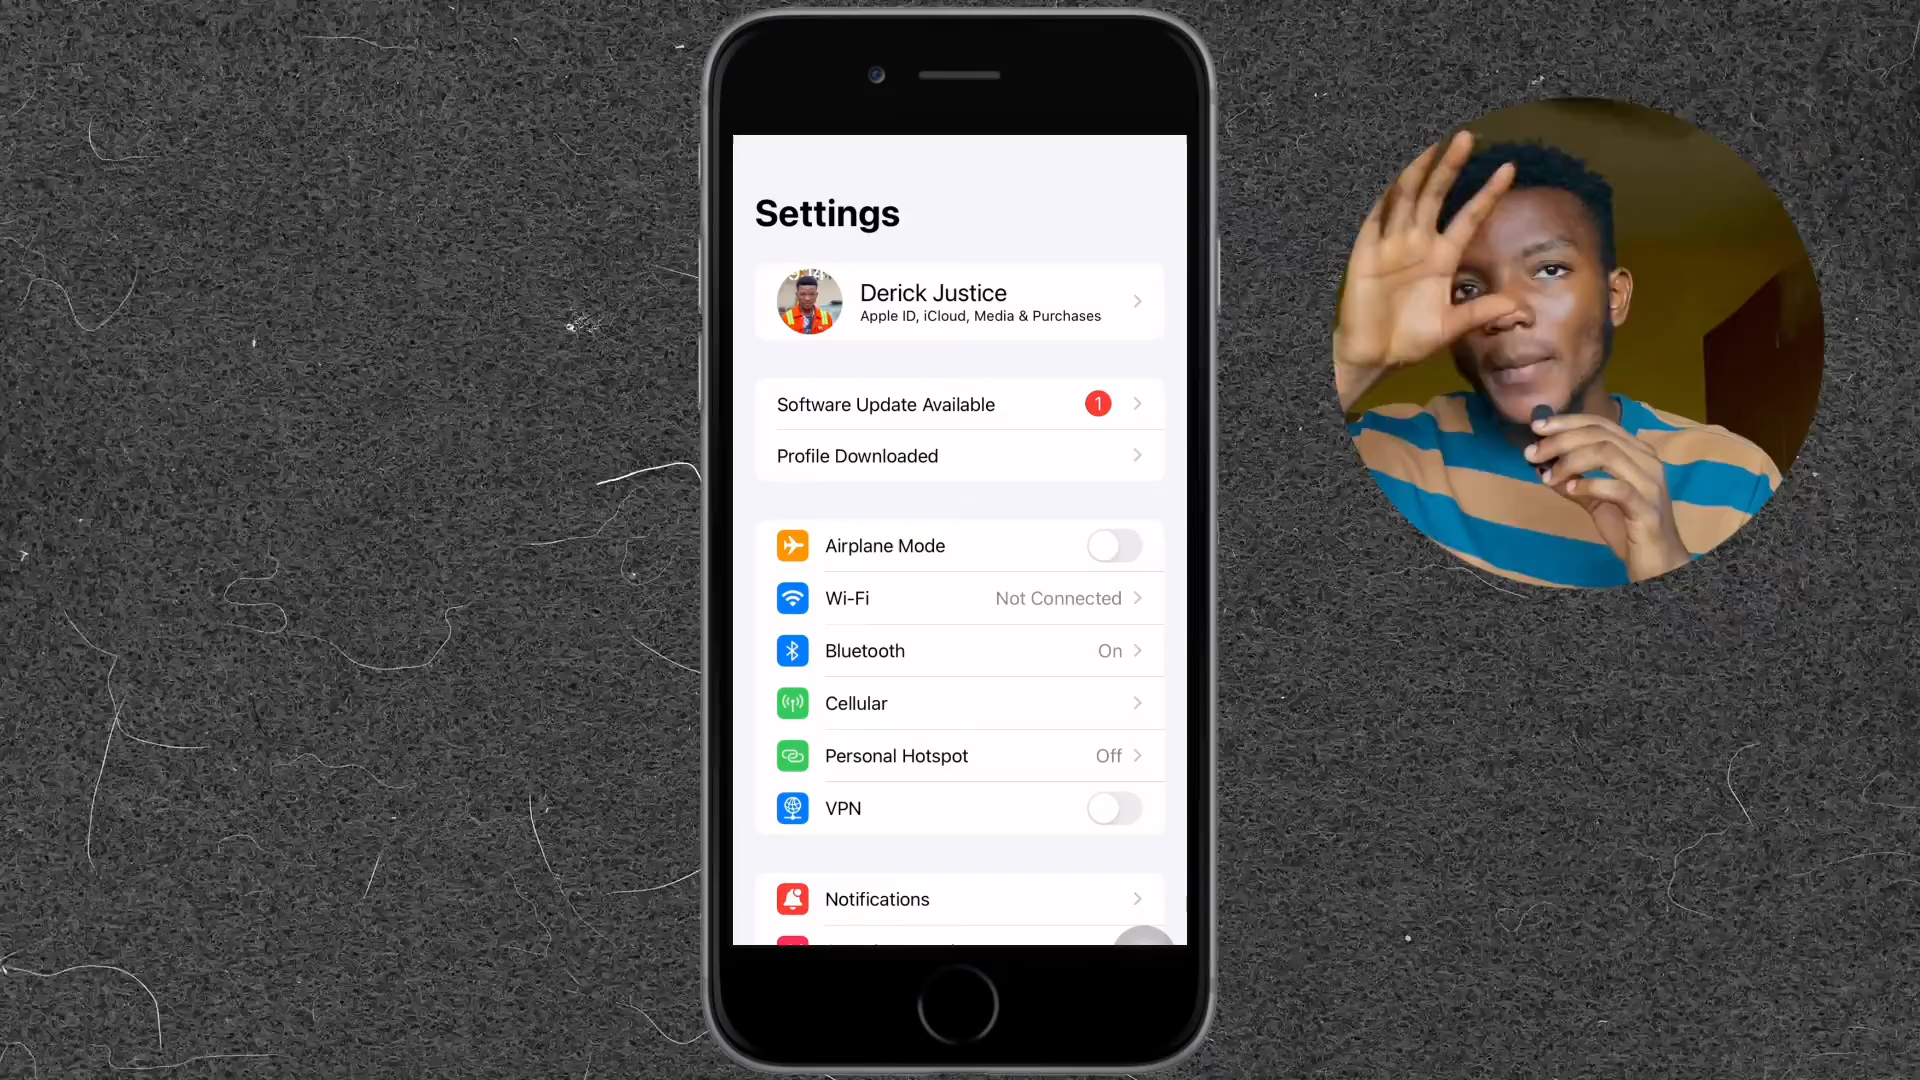 Settings
Derick Justice
Apple ID, iCloud, Media & Purchases
Software Update Available 1
Profile Downloaded
Airplane Mode
Wi-Fi Not Connected
Bluetooth On
Cellular
Personal Hotspot Off
VPN
Notifications